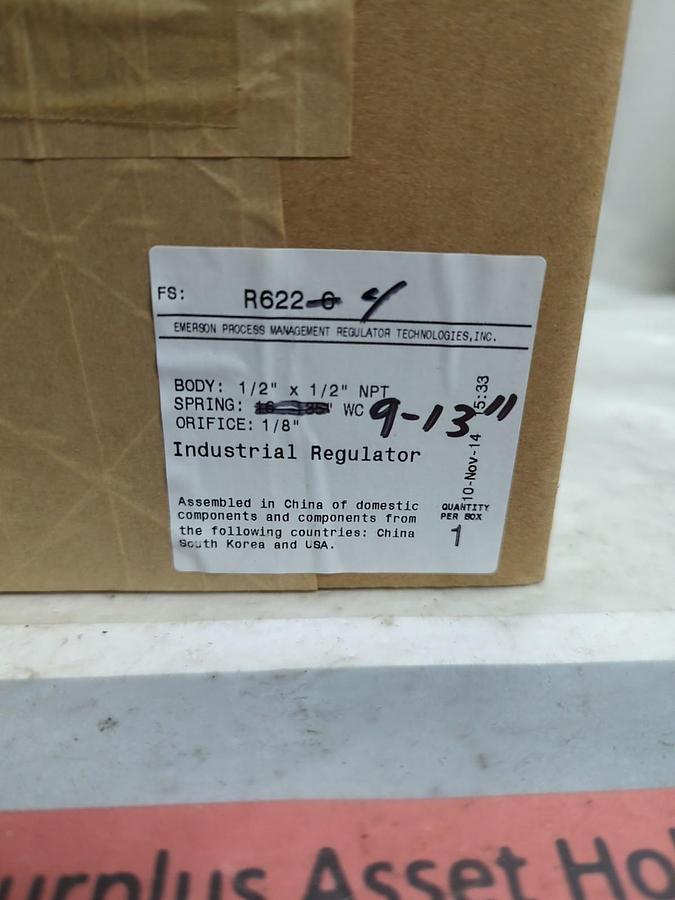 FS: R622-6 4
EMERSON PROCESS MANAGEMENT REGULATOR TECHNOLOGIES,INC.
BODY: 1/2" x 1/2" NPT
SPRING: " WC 9-13"
ORIFICE: 1/8"
Industrial Regulator
10-Nov-14 15:33
Assembled in China of domestic
components and components from
the following countries: China
South Korea and USA.
QUANTITY
PER BOX
1
urplus Asset Ho